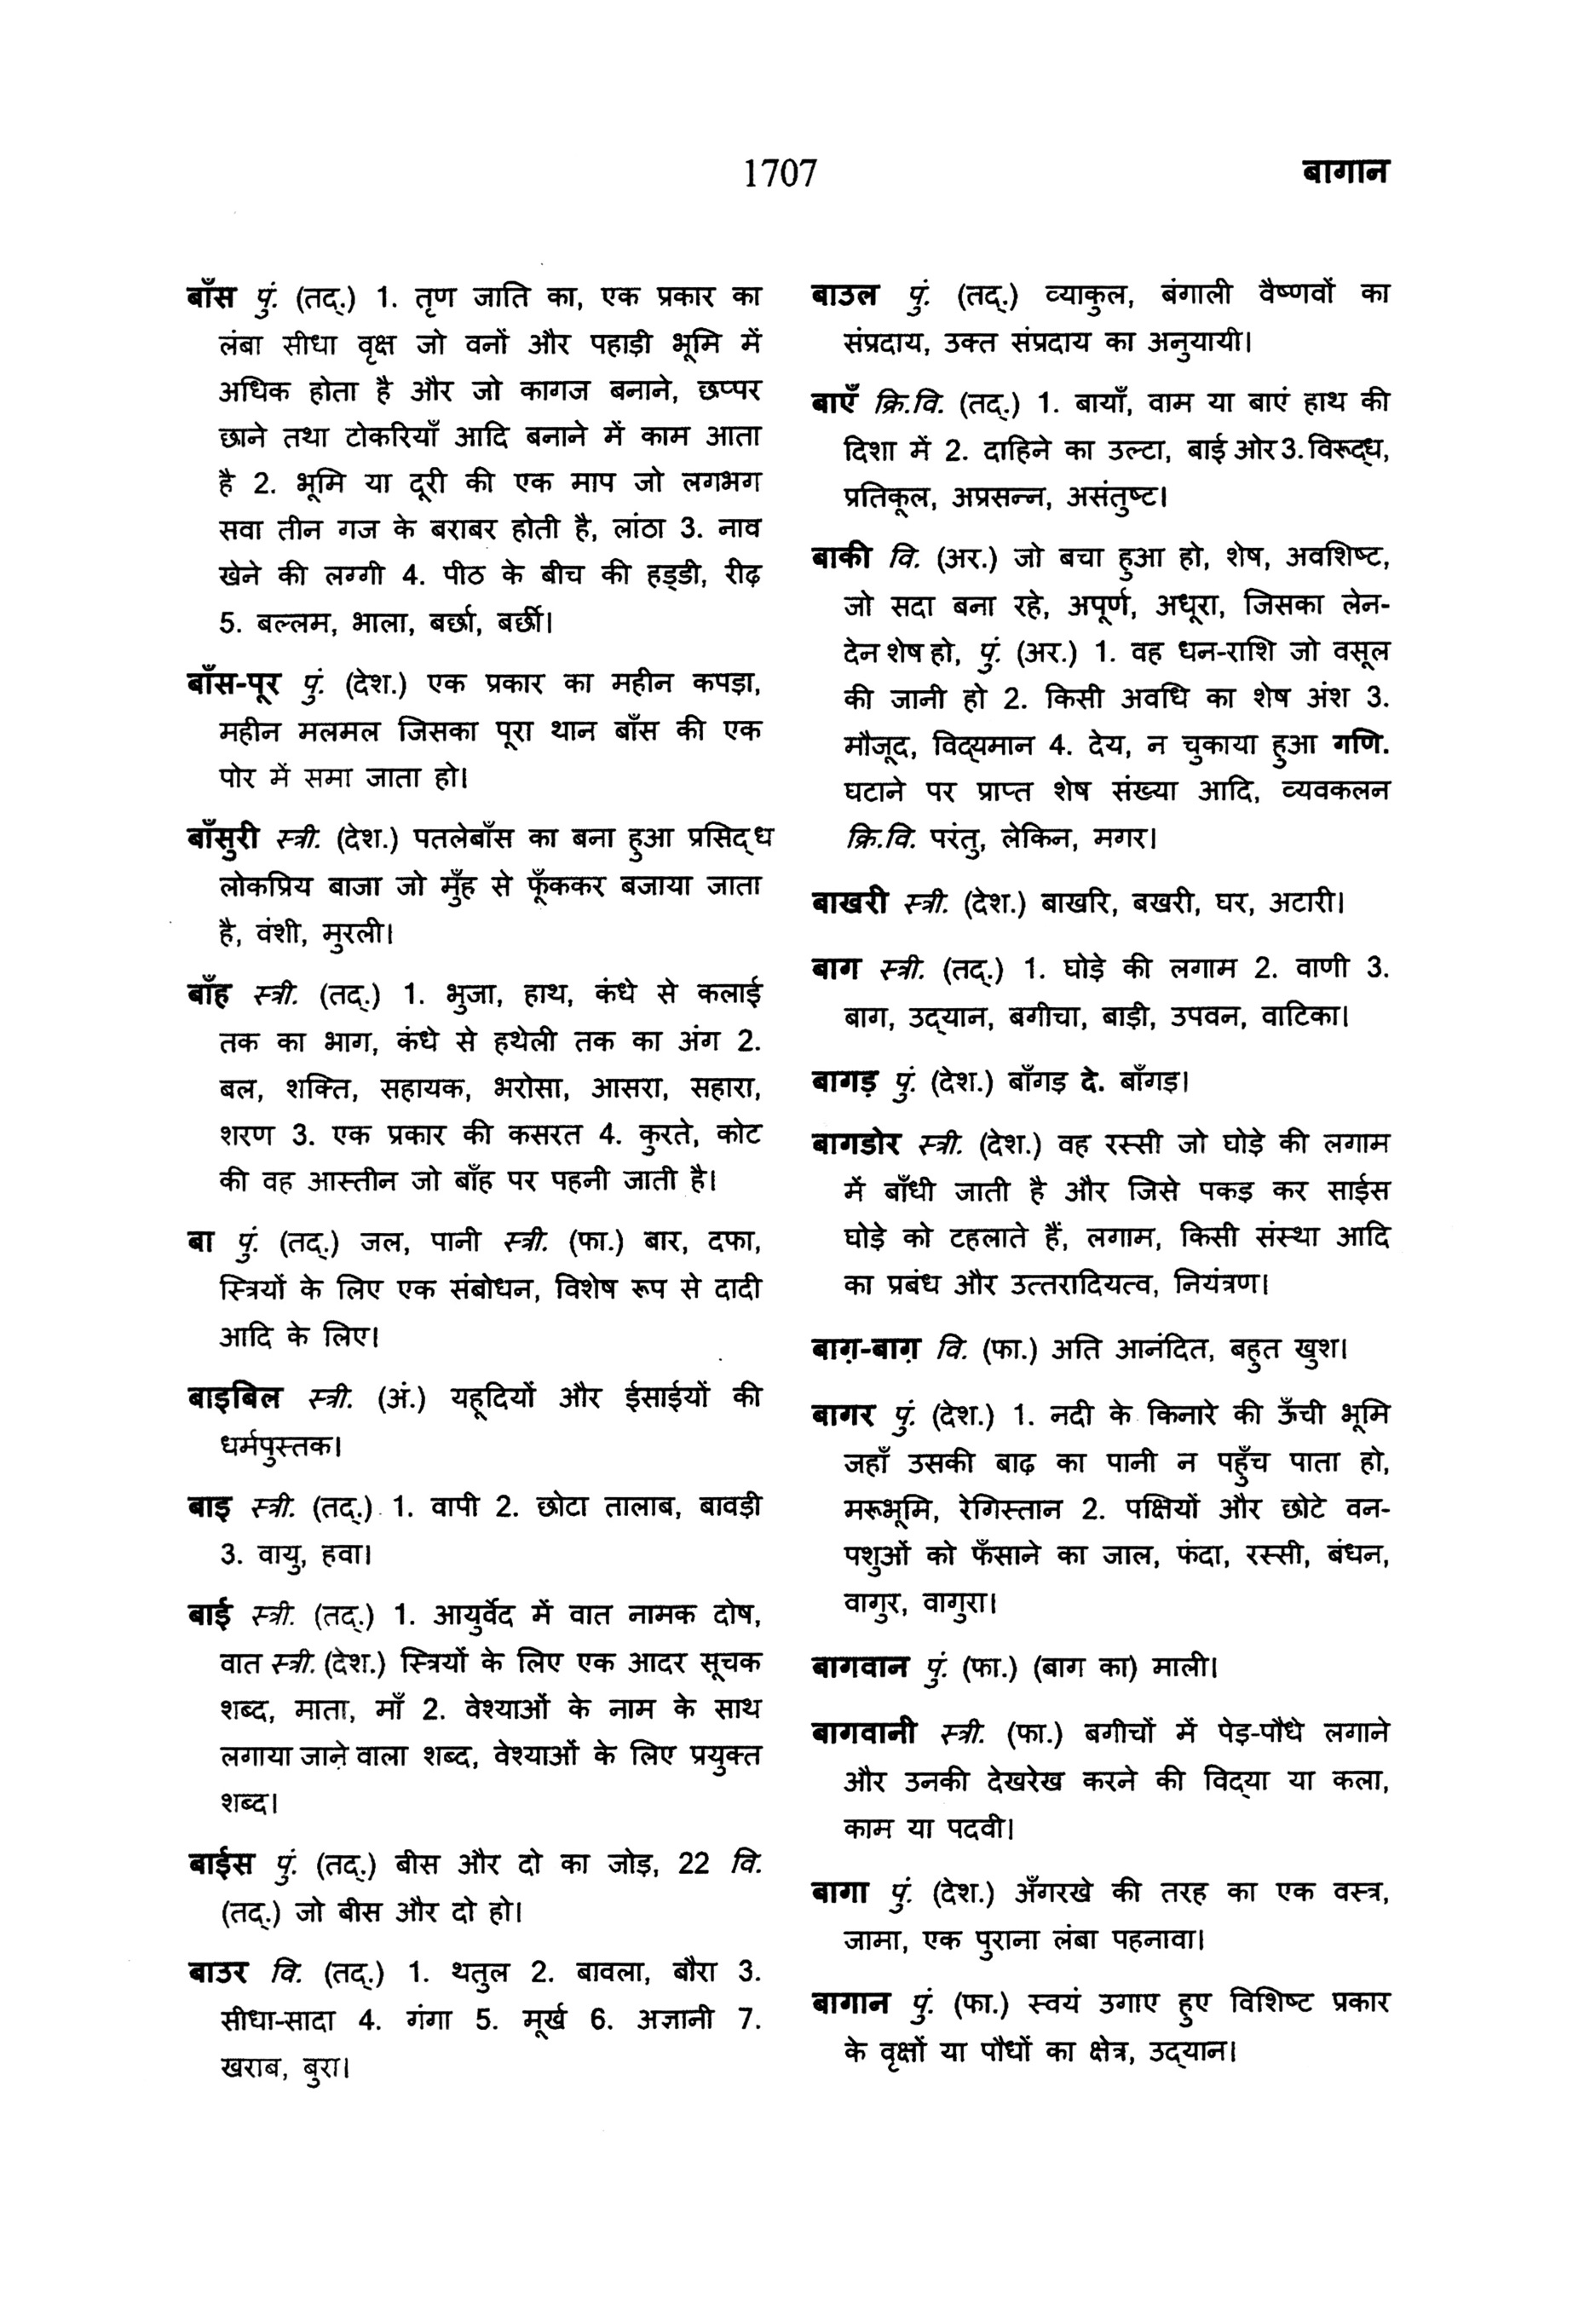 1707
बागान
बाँस पुं. (तद्.) 1. तृण जाति का, एक प्रकार का
लंबा सीधा वृक्ष जो वनों और पहाड़ी भूमि में
अधिक होता है और जो कागज बनाने, छप्पर
छाने तथा टोकरियाँ आदि बनाने में काम आता
है 2. भूमि या दूरी की एक माप जो लगभग
सवा तीन गज के बराबर होती है, लांठा 3. नाव
खेने की लग्गी 4. पीठ के बीच की हड्डी, रीढ़
5. बल्लम, भाला, बर्छा, बर्छी।
बाँस-पूर पुं. (देश.) एक प्रकार का महीन कपड़ा,
महीन मलमल जिसका पूरा थान बाँस की एक
पोर में समा जाता हो।
बाँसुरी स्त्री. (देश.) पतलेबाँस का बना हुआ प्रसिद्ध
लोकप्रिय बाजा जो मुँह से फूँककर बजाया जाता
है, वंशी, मुरली।
बाँह स्त्री. (तद्.) 1. भुजा, हाथ, कंधे से कलाई
तक का भाग, कंधे से हथेली तक का अंग 2.
बल, शक्ति, सहायक, भरोसा, आसरा, सहारा,
शरण 3. एक प्रकार की कसरत 4. कुरते, कोट
की वह आस्तीन जो बाँह पर पहनी जाती है।
बा पुं. (तद्.) जल, पानी स्त्री. (फा.) बार, दफा,
स्त्रियों के लिए एक संबोधन, विशेष रूप से दादी
आदि के लिए।
बाइबिल स्त्री. (अं.) यहूदियों और ईसाईयों की
धर्मपुस्तक।
बाइ स्त्री. (तद्.) 1. वापी 2. छोटा तालाब, बावड़ी
3. वायु, हवा।
बाई स्त्री. (तद्.) 1. आयुर्वेद में वात नामक दोष,
वात स्त्री. (देश.) स्त्रियों के लिए एक आदर सूचक
शब्द, माता, माँ 2. वेश्याओं के नाम के साथ
लगाया जाने वाला शब्द, वेश्याओं के लिए प्रयुक्त
शब्द।
बाईस पुं. (तद्.) बीस और दो का जोड़, 22 वि.
(तद्.) जो बीस और दो हो।
बाउर वि. (तद्.) 1. थतुल 2. बावला, बौरा 3.
सीधा-सादा 4. गंगा 5. मूर्ख 6. अज्ञानी 7.
खराब, बुरा।
बाउल पुं. (तद्.) व्याकुल, बंगाली वैष्णवों का
संप्रदाय, उक्त संप्रदाय का अनुयायी।
बाएँ क्रि.वि. (तद्.) 1. बायाँ, वाम या बाएं हाथ की
दिशा में 2. दाहिने का उल्टा, बाई ओर 3. विरूद्ध,
प्रतिकूल, अप्रसन्न, असंतुष्ट।
बाकी वि. (अर.) जो बचा हुआ हो, शेष, अवशिष्ट,
जो सदा बना रहे, अपूर्ण, अधूरा, जिसका लेन-
देन शेष हो, पुं. (अर.) 1. वह धन-राशि जो वसूल
की जानी हो 2. किसी अवधि का शेष अंश 3.
मौजूद, विद्यमान 4. देय, न चुकाया हुआ गणि.
घटाने पर प्राप्त शेष संख्या आदि, व्यवकलन
क्रि.वि. परंतु, लेकिन, मगर।
बाखरी स्त्री. (देश.) बाखरि, बखरी, घर, अटारी।
बाग स्त्री. (तद्.) 1. घोड़े की लगाम 2. वाणी 3.
बाग, उद्यान, बगीचा, बाड़ी, उपवन, वाटिका।
बागड़ पुं. (देश.) बाँगड़ दे. बाँगड़।
बागडोर स्त्री. (देश.) वह रस्सी जो घोड़े की लगाम
में बाँधी जाती है और जिसे पकड़ कर साईस
घोड़े को टहलाते हैं, लगाम, किसी संस्था आदि
का प्रबंध और उत्तरादियत्व, नियंत्रण।
बाग़-बाग़ वि. (फा.) अति आनंदित, बहुत खुश।
बागर पुं. (देश.) 1. नदी के किनारे की ऊँची भूमि
जहाँ उसकी बाढ़ का पानी न पहुँच पाता हो,
मरूभूमि, रेगिस्तान 2. पक्षियों और छोटे वन-
पशुओं को फँसाने का जाल, फंदा, रस्सी, बंधन,
वागुर, वागुरा।
बागवान पुं. (फा.) (बाग का) माली।
बागवानी स्त्री. (फा.) बगीचों में पेड़-पौधे लगाने
और उनकी देखरेख करने की विद्या या कला,
काम या पदवी।
बागा पुं. (देश.) अँगरखे की तरह का एक वस्त्र,
जामा, एक पुराना लंबा पहनावा।
बागान पुं. (फा.) स्वयं उगाए हुए विशिष्ट प्रकार
के वृक्षों या पौधों का क्षेत्र, उद्यान।